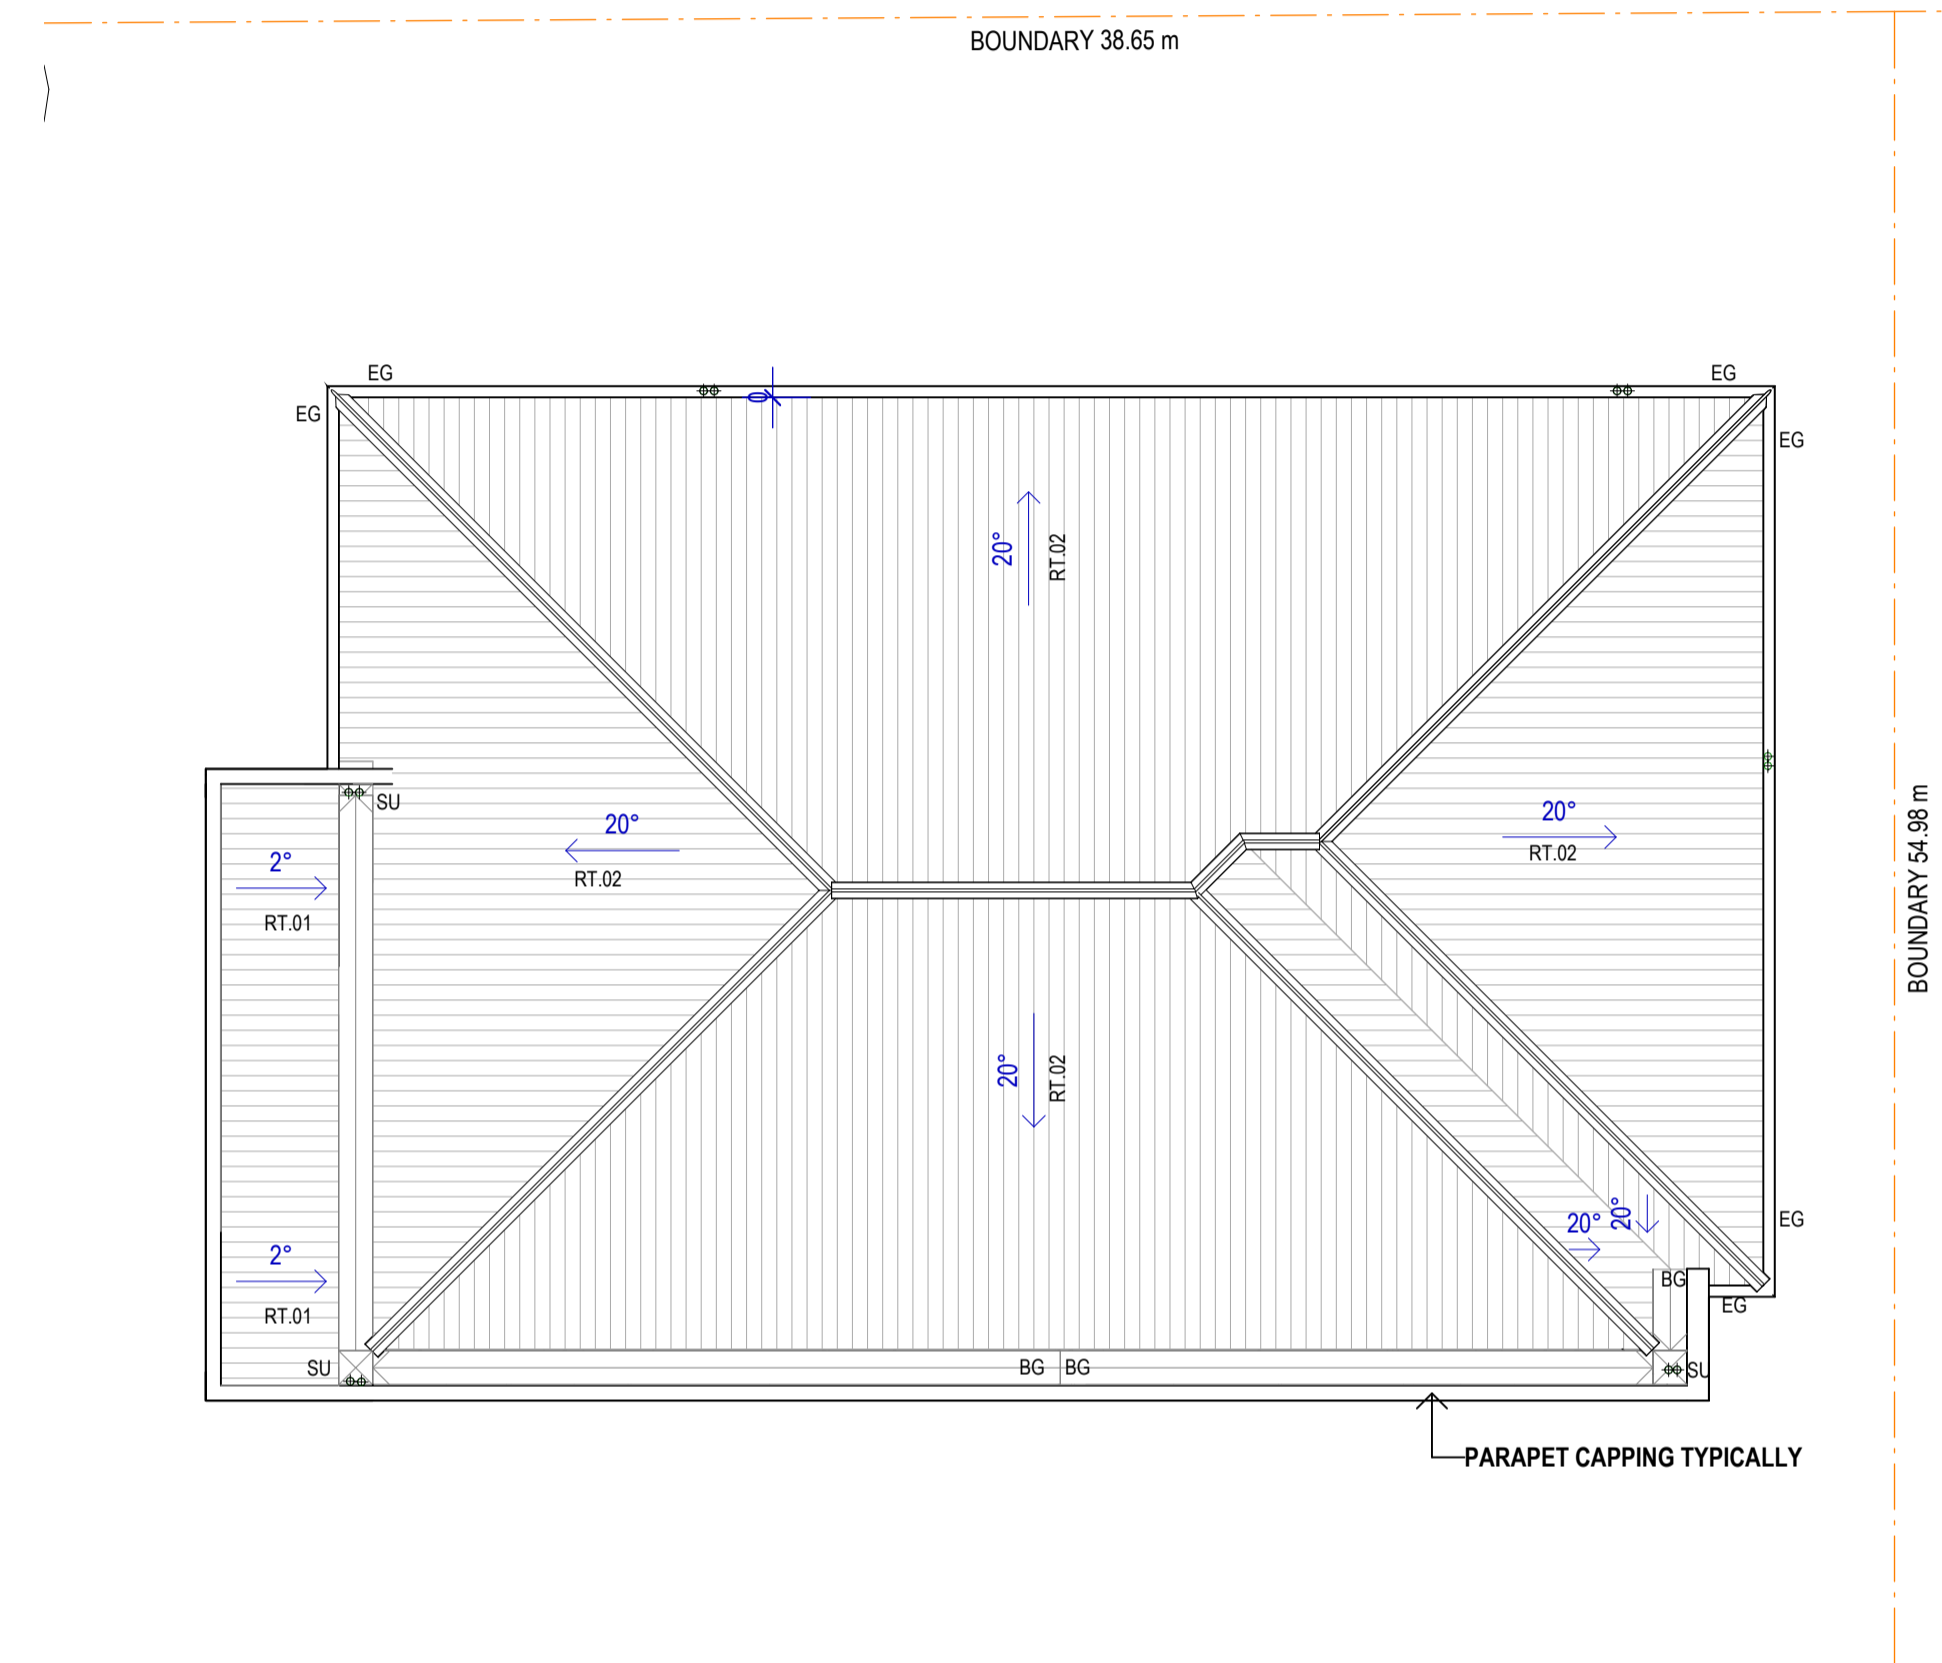 BOUNDARY 38.65 m
EG
EG
EG
EG
0
20°
RT.02
SU
20°
RT.02
2°
RT.01
20°
RT.02
BOUNDARY 54.98 m
20°
RT.02
20°
20°
EG
2°
RT.01
BG
EG
SU
BG
BG
SU
PARAPET CAPPING TYPICALLY